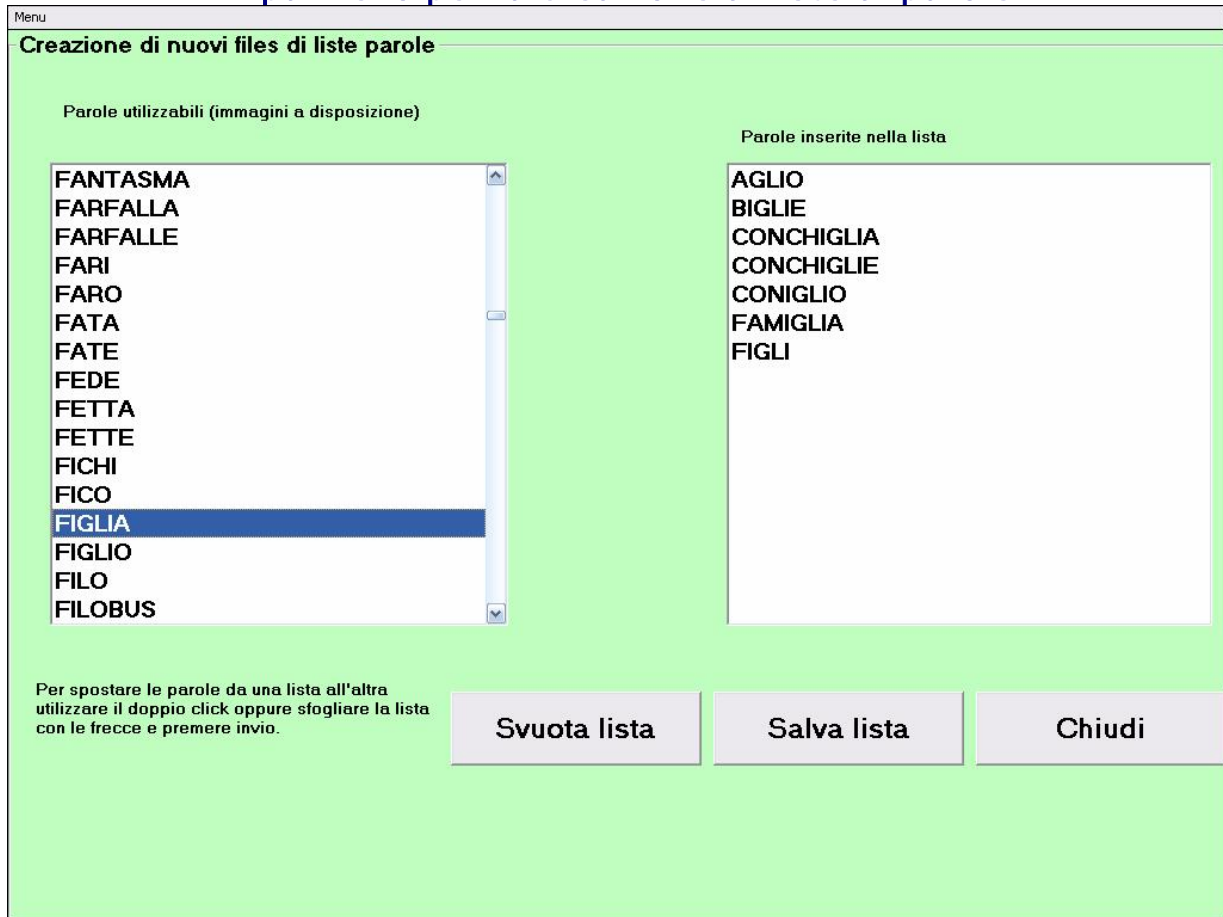 Menu
Creazione di nuovi files di liste parole
Parole utilizzabili (immagini a disposizione)
FANTASMA
FARFALLA
FARFALLE
FARI
FARO
FATA
FATE
FEDE
FETTA
FETTE
FICHI
FICO
FIGLIA
FIGLIO
FILO
FILOBUS
Parole inserite nella lista
AGLIO
BIGLIE
CONCHIGLIA
CONCHIGLIE
CONIGLIO
FAMIGLIA
FIGLI
Per spostare le parole da una lista all'altra
utilizzare il doppio click oppure sfogliare la lista
con le frecce e premere invio.
Svuota lista
Salva lista
Chiudi